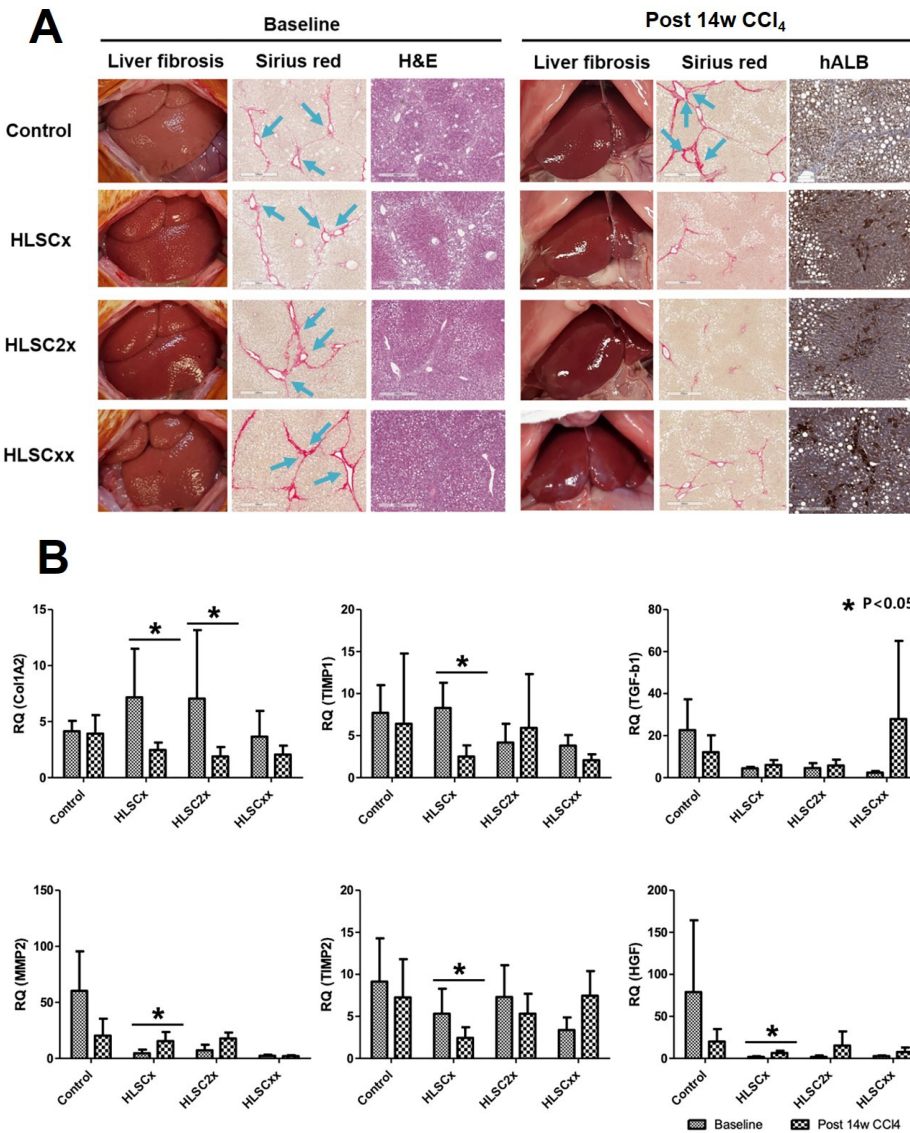 A
Baseline
Post 14w CCl4
Liver fibrosis
Sirius red
H&E
Liver fibrosis
Sirius red
hALB
Control
HLSCx
HLSC2x
HLSCxx
B
* P<0.05
RQ (Col1A2)
15
10
5
0
*
*
Control
HLSCx
HLSC2x
HLSCxx
RQ (TIMP1)
20
15
10
5
0
*
Control
HLSCx
HLSC2x
HLSCxx
RQ (TGF-b1)
80
60
40
20
0
Control
HLSCx
HLSC2x
HLSCxx
RQ (MMP2)
150
100
50
0
*
Control
HLSCx
HLSC2x
HLSCxx
RQ (TIMP2)
20
15
10
5
0
*
Control
HLSCx
HLSC2x
HLSCxx
RQ (HGF)
200
150
100
50
0
*
Control
HLSCx
HLSC2x
HLSCxx
Baseline
Post 14w CCl4